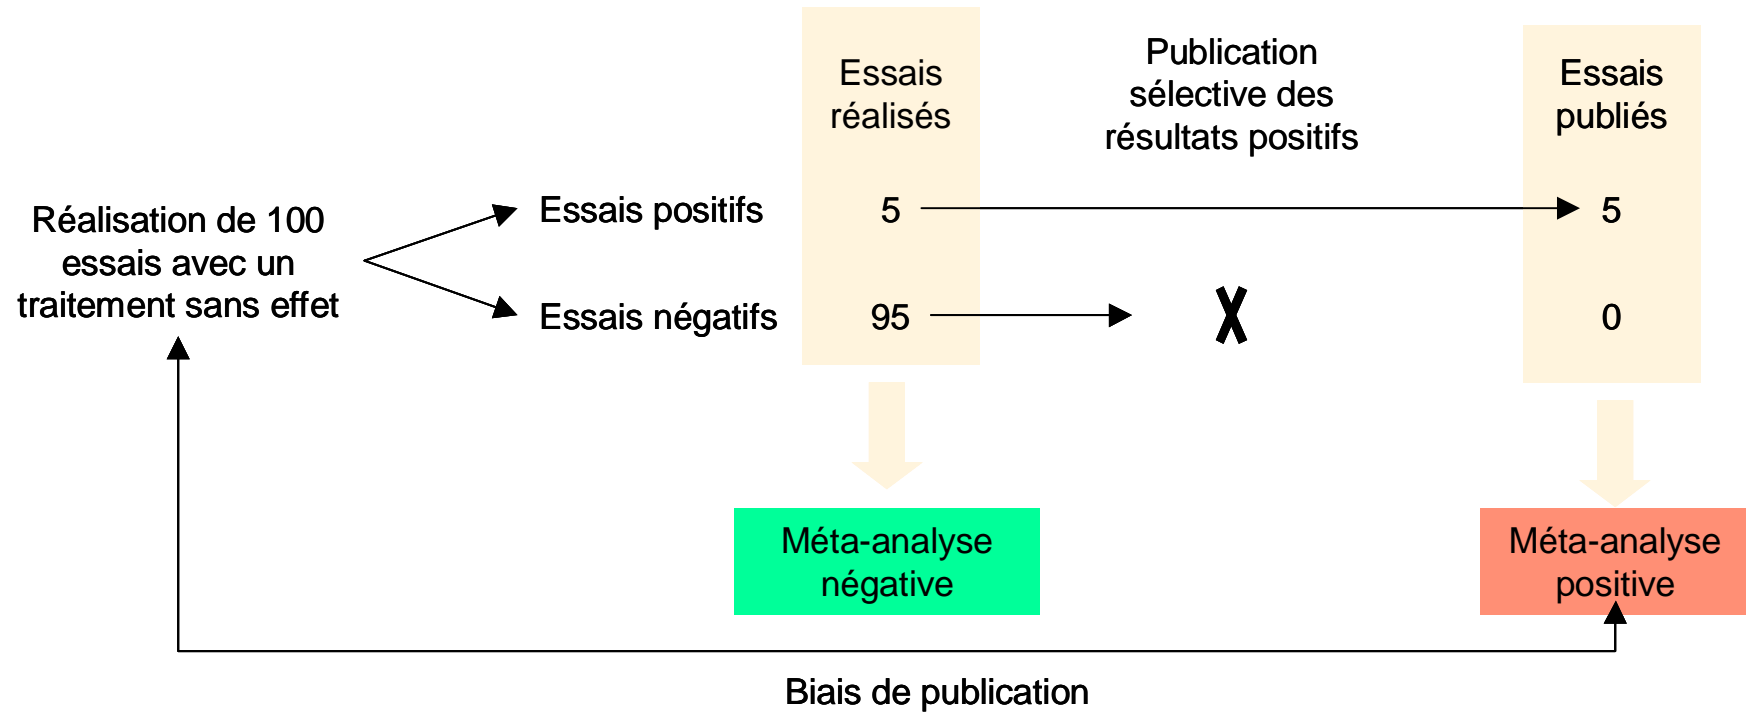 Essais
réalisés
Publication
sélective des
résultats positifs
Essais
publiés
Réalisation de 100
essais avec un
traitement sans effet
Essais positifs
5
5
Essais négatifs
95
0
Méta-analyse
négative
Méta-analyse
positive
Biais de publication